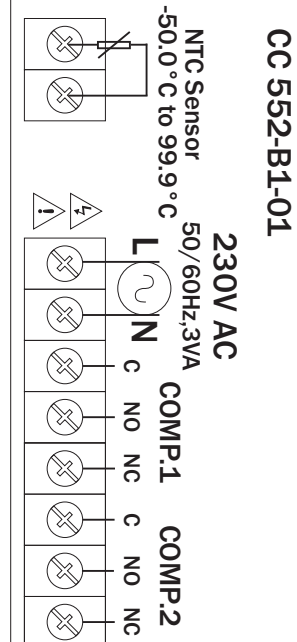 CC 552-B1-01
NTC Sensor
-50.0°C to 99.9°C
230V AC
50/60Hz,3VA
L N
COMP.1
C NO NC
COMP.2
C NO NC